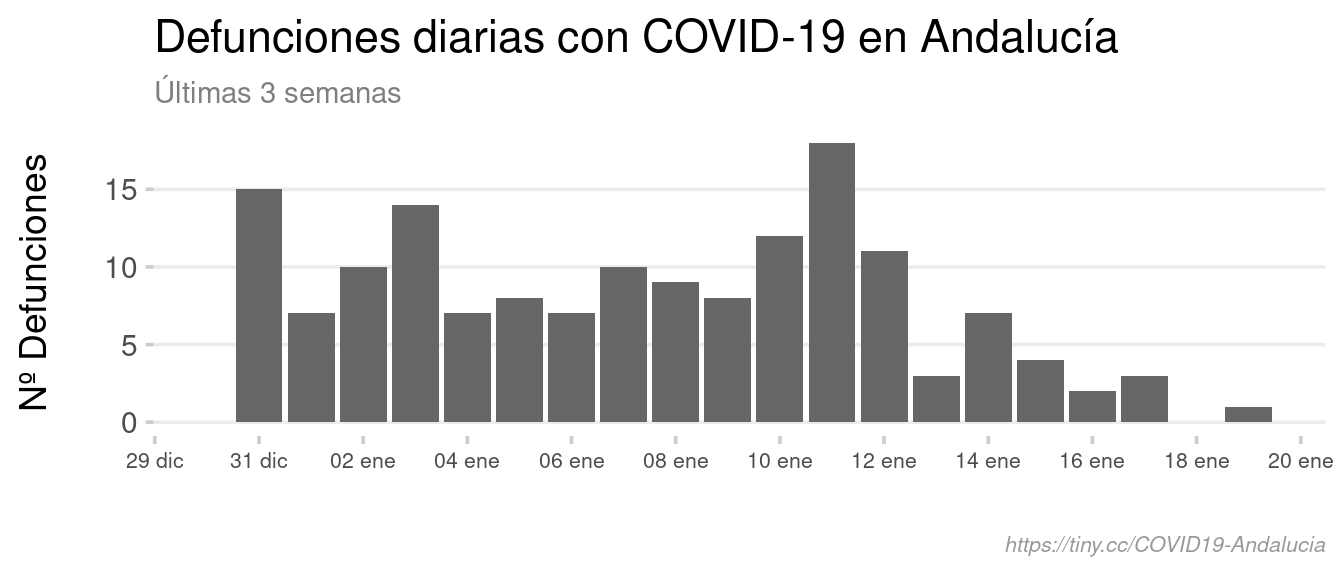 Defunciones diarias con COVID-19 en Andalucía
Últimas 3 semanas
Nº Defunciones
15
10
5
0
29 dic 31 dic 02 ene 04 ene 06 ene 08 ene 10 ene 12 ene 14 ene 16 ene 18 ene 20 ene
https://tiny.cc/COVID19-Andalucia